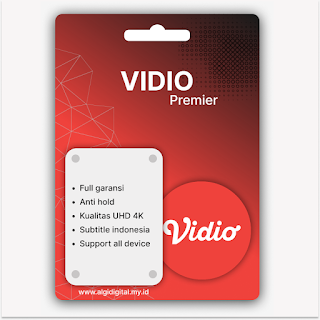 VIDIO
Premier
Full garansi
Anti hold
Kualitas UHD 4K
Subtitle indonesia
Support all device
Vidio
www.algidigital.my.id